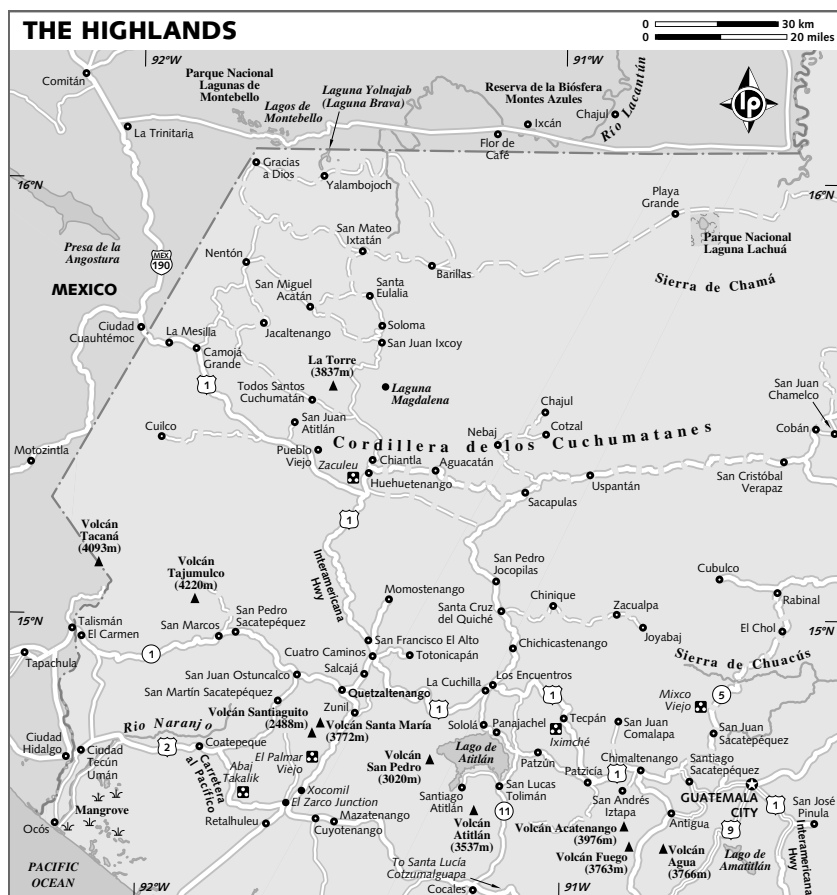 THE HIGHLANDS
0 30 km
0 20 miles
92°W
91°W
Comitán
Parque Nacional
Lagunas de
Montebello
Laguna Yolnajab
(Laguna Brava)
Lagos de
Montebello
Reserva de la Biósfera
Montes Azules
Chajul
Río Lacantún
lp
La Trinitaria
Ixcán
Flor de
Café
Gracias
a Dios
Yalambojoch
16°N
16°N
Playa
Grande
Parque Nacional
Laguna Lachuá
San Mateo
Ixtatán
Presa de la
Angostura
MEX
190
Nentón
Barillas
Sierra de Chamá
MEXICO
San Miguel
Acatán
Santa
Eulalia
Ciudad
Cuauhtémoc
La Mesilla
Jacaltenango
Soloma
San Juan Ixcoy
Camojá
Grande
1
La Torre
(3837m)
Todos Santos
Cuchumatán
Laguna
Magdalena
San Juan
Chamelco
Chajul
Cotzal
San Juan
Atitlán
Cuilco
Nebaj
Cobán
Cordillera de los Cuchumatanes
Motozintla
Pueblo
Viejo
Zaculeu
Chiantla
Huehuetenango
Aguacatán
Uspantán
San Cristóbal
Verapaz
Sacapulas
1
Volcán
Tacaná
(4093m)
Volcán
Tajumulco
(4220m)
Interamericana
Hwy
San Pedro
Jocopilas
Cubulco
Momostenango
Chinique
Rabinal
15°N
15°N
Santa Cruz
del Quiché
Zacualpa
Joyabaj
El Chol
Talismán
El Carmen
San Marcos
San Pedro
Sacatepéquez
San Francisco El Alto
Cuatro Caminos
Totonicapán
Chichicastenango
Tapachula
1
Sierra de Chuacús
San Juan Ostuncalco
Salcajá
San Martín Sacatepéquez
Quetzaltenango
La Cuchilla
Los Encuentros
1
Mixco
Viejo
5
Zunil
1
Volcán Santiaguito
(2488m)
Volcán Santa María
(3772m)
Río Naranjo
Sololá
Panajachel
Tecpán
Iximché
San Juan
Comalapa
San Juan
Sacatepéquez
Ciudad
Hidalgo
Ciudad
Tecún
Umán
2
Coatepeque
El Palmar
Viejo
Volcán
San Pedro
(3020m)
Lago de
Atitlán
Patzún
Chimaltenango
Santiago
Sacatepéquez
Abaj
Takalik
Carretera
al Pacífico
Patzicía
1
Xocomil
El Zarco Junction
Santiago
Atitlán
San Lucas
Tolimán
San Andrés
Iztapa
GUATEMALA
CITY
1
San José
Pinula
Mangrove
Ocós
Retalhuleu
Mazatenango
Cuyotenango
Volcán
Atitlán
(3537m)
11
Volcán Acatenango
(3976m)
Antigua
9
Volcán Fuego
(3763m)
Volcán
Agua
(3766m)
Lago de
Amatitlán
Interamericana
Hwy
PACIFIC
OCEAN
To Santa Lucía
Cotzumalguapa
Cocales
92°W
91°W